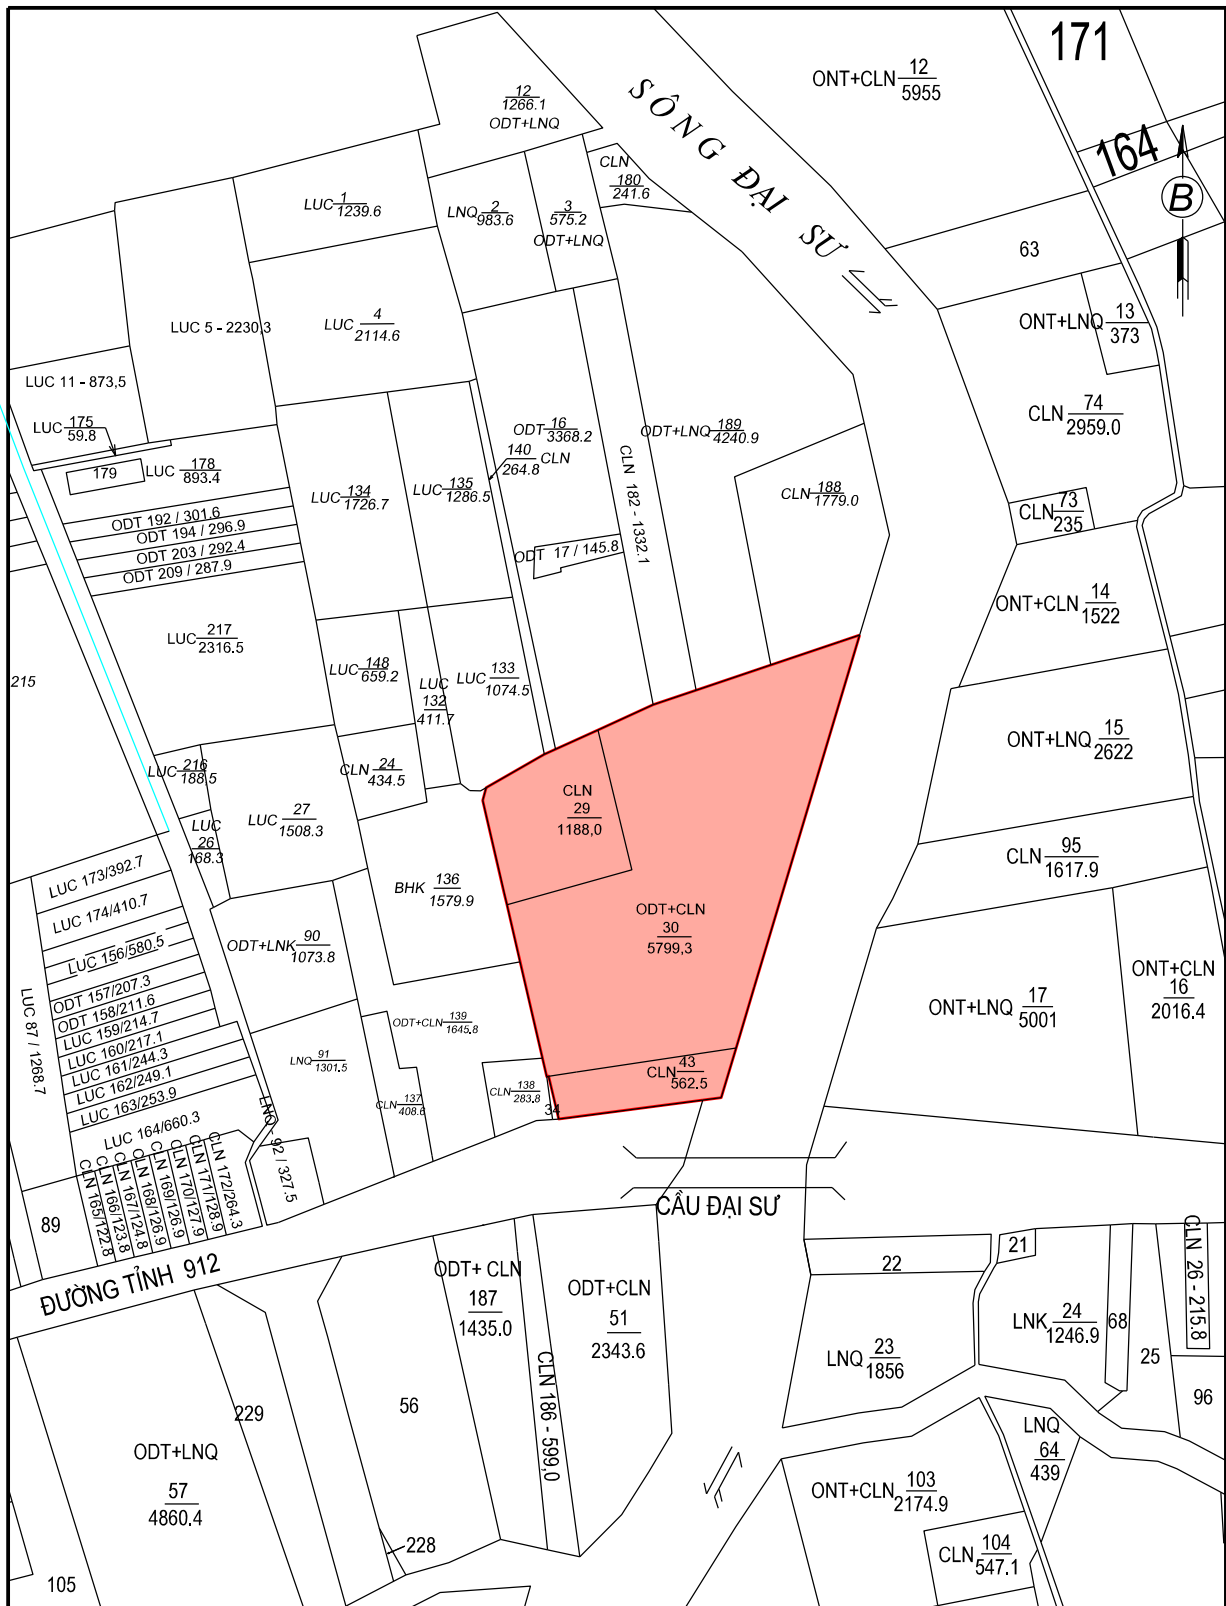 171
ONT+CLN 12
5955
12
1266.1
ODT+LNQ
SÔNG ĐẠI SƯ
164
B
CLN
180
241.6
LUC 1
1239.6
LNQ 2
983.6
3
575.2
ODT+LNQ
63
LUC 5 - 2230,3
LUC 4
2114.6
ONT+LNQ 13
373
LUC 11 - 873,5
LUC 175
59.8
179
LUC 178
893.4
ODT 16
3368.2
140 CLN
264.8
CLN 182 - 1332.1
ODT+LNQ 189
4240.9
CLN 74
2959.0
LUC 134
1726.7
LUC 135
1286.5
CLN 188
1779.0
CLN 73
235
ODT 192 / 301.6
ODT 194 / 296.9
ODT 203 / 292.4
ODT 209 / 287.9
ODT 17 / 145.8
ONT+CLN 14
1522
LUC 217
2316.5
LUC 148
659.2
LUC
132
411.7
LUC 133
1074.5
215
ONT+LNQ 15
2622
LUC 216
188.5
CLN 24
434.5
CLN
29
1188,0
LUC
26
168.3
LUC 27
1508.3
CLN 95
1617.9
LUC 173/392.7
LUC 174/410.7
LUC 156/580.5
BHK 136
1579.9
ODT+CLN
30
5799,3
ODT+LNK 90
1073.8
ONT+CLN
16
2016.4
ONT+LNQ 17
5001
LUC 87 / 1268.7
ODT 157/207.3
ODT 158/211.6
LUC 159/214.7
LUC 160/217.1
LUC 161/244.3
LUC 162/249.1
LUC 163/253.9
LUC 164/660.3
ODT+CLN 139
1645.8
LNQ 91
1301.5
CLN 43
562.5
CLN 138
283.8
34
CLN 137
408.6
LNQ - 92 / 327.5
CLN 165/122.8
CLN 166/123.8
CLN 167/124.8
CLN 168/126.9
CLN 169/126.9
CLN 170/127.9
CLN 171/128.9
CLN 172/264.3
89
CẦU ĐẠI SƯ
ĐƯỜNG TỈNH 912
ODT+ CLN
187
1435.0
ODT+CLN
51
2343.6
CLN 186 - 599,0
22
21
CLN 26 - 215.8
LNK 24
1246.9
68
25
LNQ 23
1856
96
56
229
ODT+LNQ
57
4860.4
LNQ
64
439
ONT+CLN 103
2174.9
228
CLN 104
547.1
105